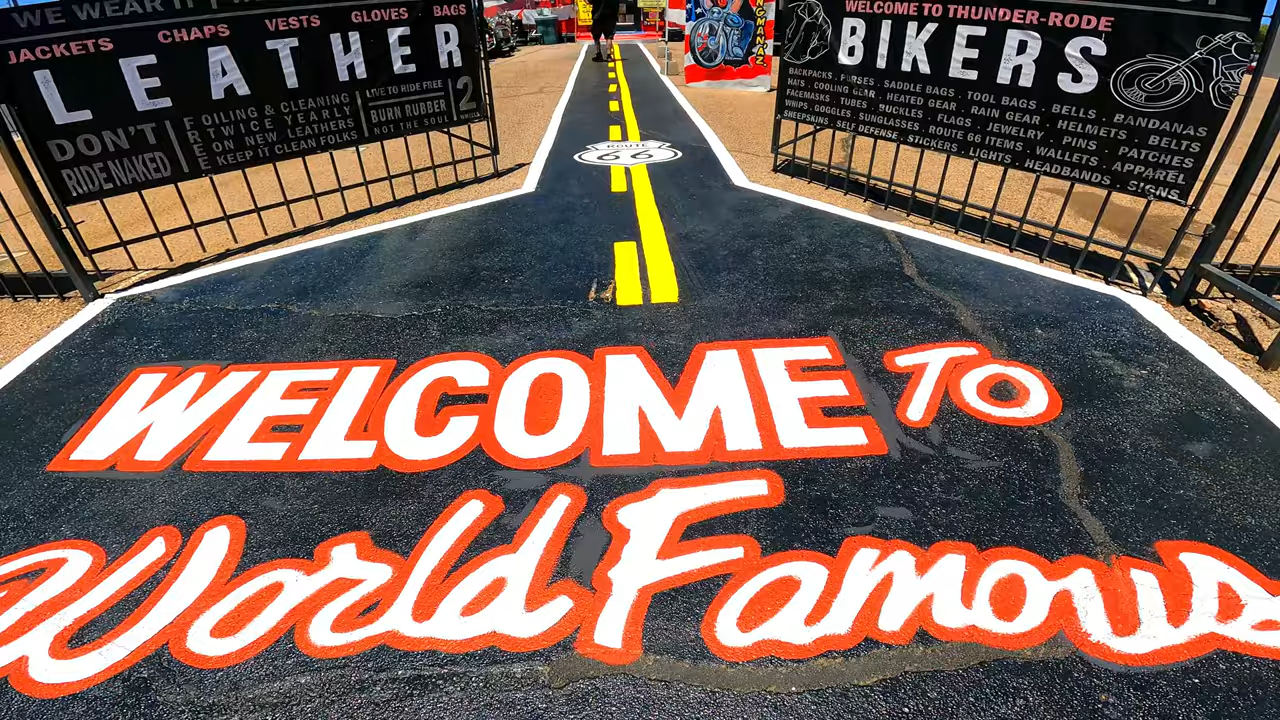 WE WEAR IT
JACKETS CHAPS VESTS GLOVES BAGS
LEATHER
DON'T
RIDE NAKED
FREE
OILING & CLEANING
TWICE YEARLY
ON NEW LEATHERS
KEEP IT CLEAN FOLKS
LIVE TO RIDE FREE
BURN RUBBER
NOT THE SOUL
2
WHEELS
WELCOME TO THUNDER-RODE
BIKERS
BACKPACKS . PURSES . SADDLE BAGS . TOOL BAGS . BELLS . BANDANAS
HATS . COOLING GEAR . HEATED GEAR . RAIN GEAR . HELMETS . BELTS
FACEMASKS . TUBES . BUCKLES . FLAGS . JEWELRY . PINS . PATCHES
WHIPS . GOGGLES . SUNGLASSES . ROUTE 66 ITEMS . WALLETS . APPAREL
SHEEPSKINS . SELF DEFENSE . STICKERS . LIGHTS . HEADBANDS . SIGNS
ROUTE
66
WELCOME TO
World Famous